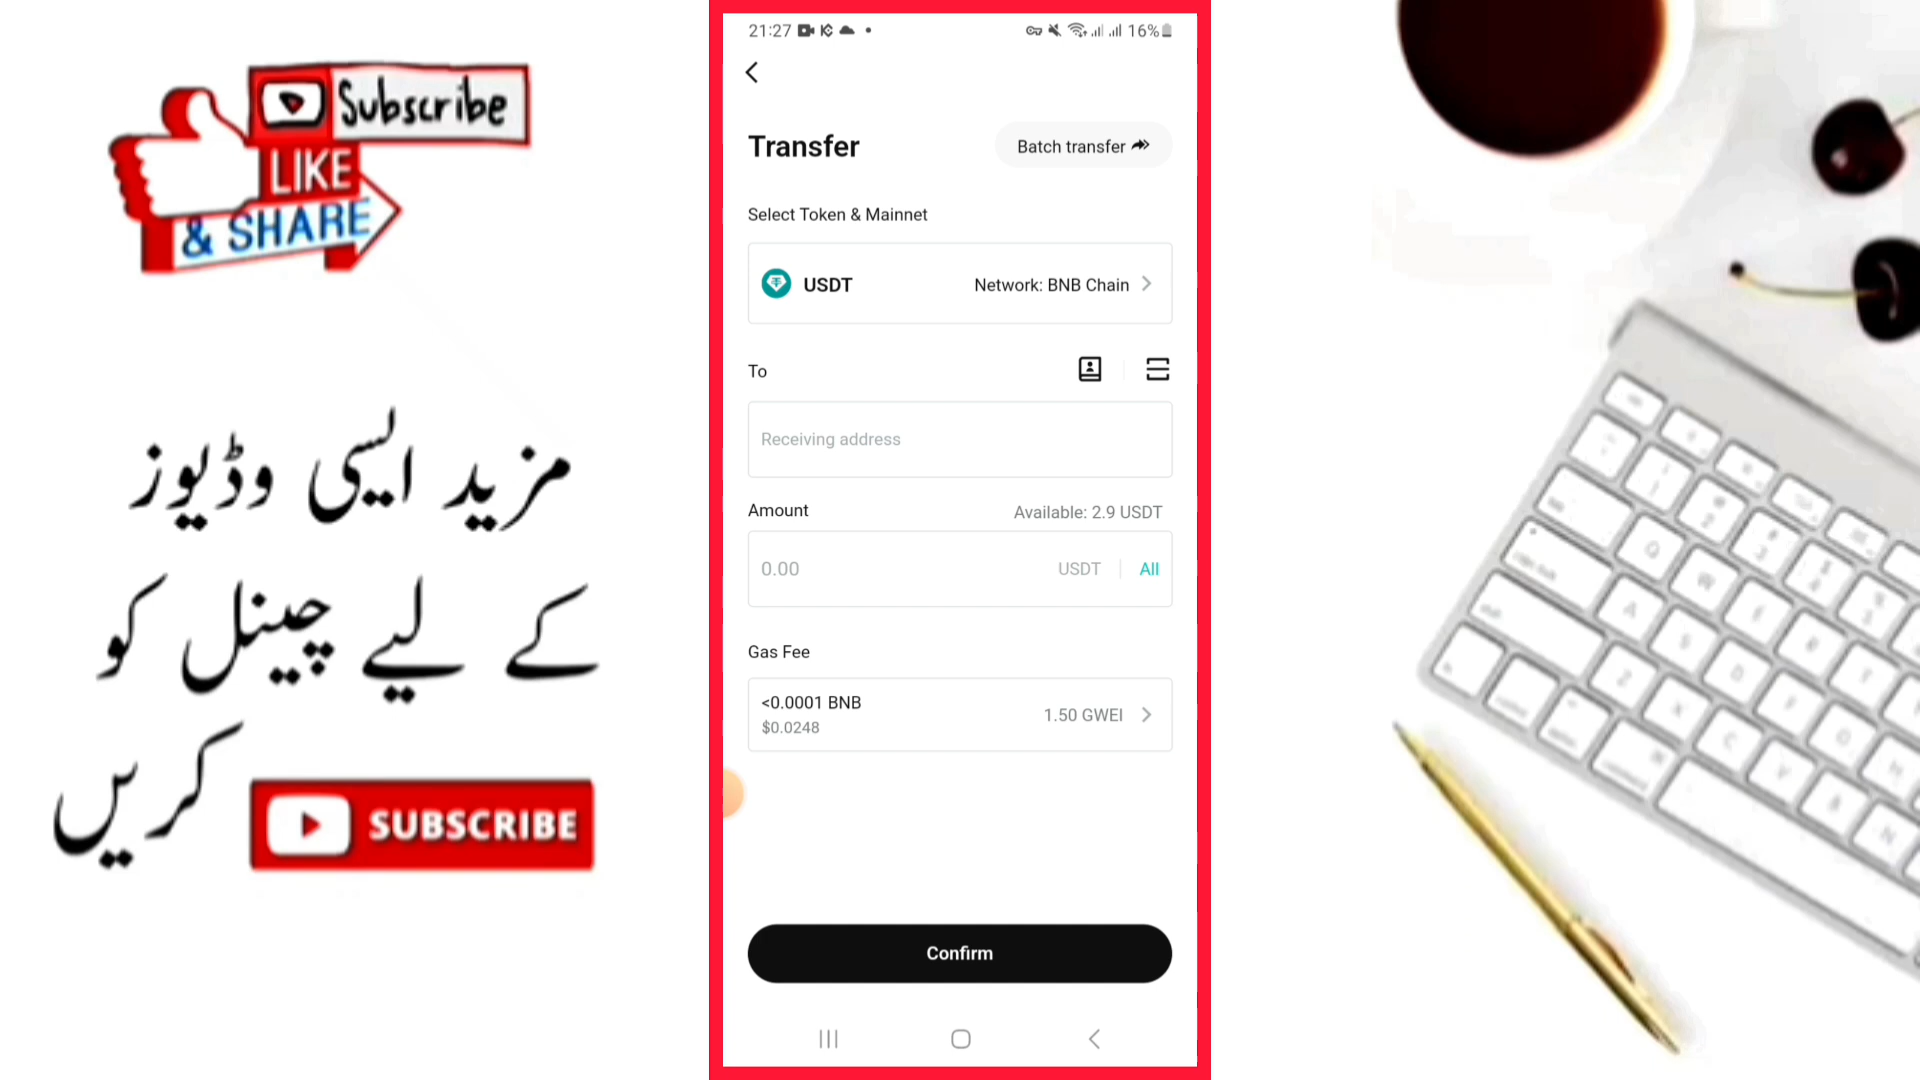 Subscribe
LIKE
& SHARE
مزید ایسی وڈیوز
کے لیے چینل کو
کریں
SUBSCRIBE
21:27
16%
Transfer
Batch transfer
Select Token & Mainnet
USDT
Network: BNB Chain
To
Receiving address
Amount
Available: 2.9 USDT
0.00
USDT
All
Gas Fee
<0.0001 BNB
$0.0248
1.50 GWEI
Confirm